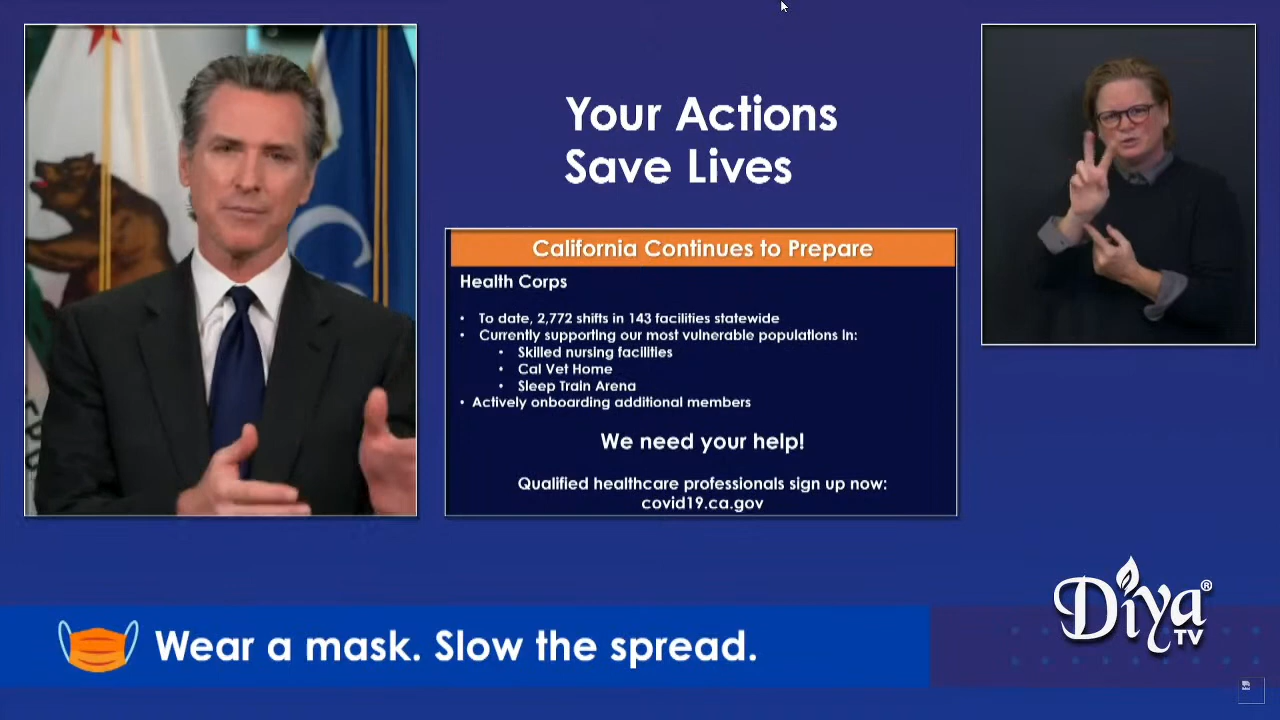 Your Actions
Save Lives
California Continues to Prepare
Health Corps
• To date, 2,772 shifts in 143 facilities statewide
• Currently supporting our most vulnerable populations in:
• Skilled nursing facilities
• Cal Vet Home
• Sleep Train Arena
• Actively onboarding additional members
We need your help!
Qualified healthcare professionals sign up now:
covid19.ca.gov
Wear a mask. Slow the spread.
Diya®
TV